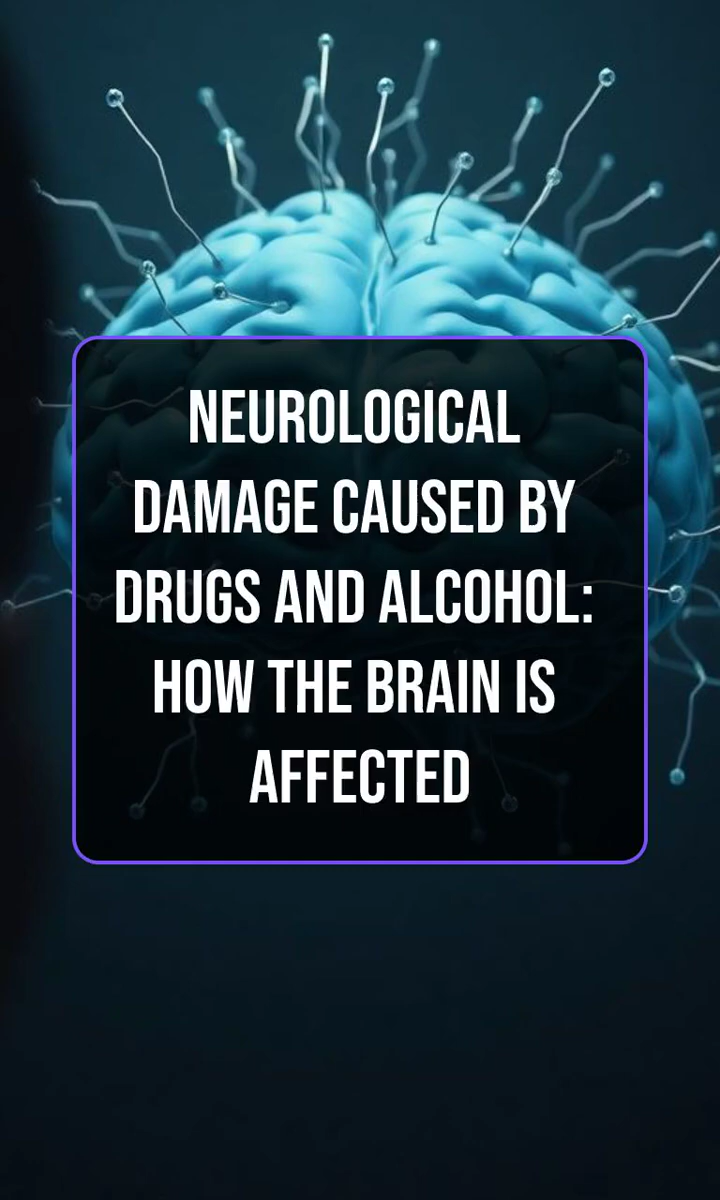 NEUROLOGICAL
DAMAGE CAUSED BY
DRUGS AND ALCOHOL:
HOW THE BRAIN IS
AFFECTED